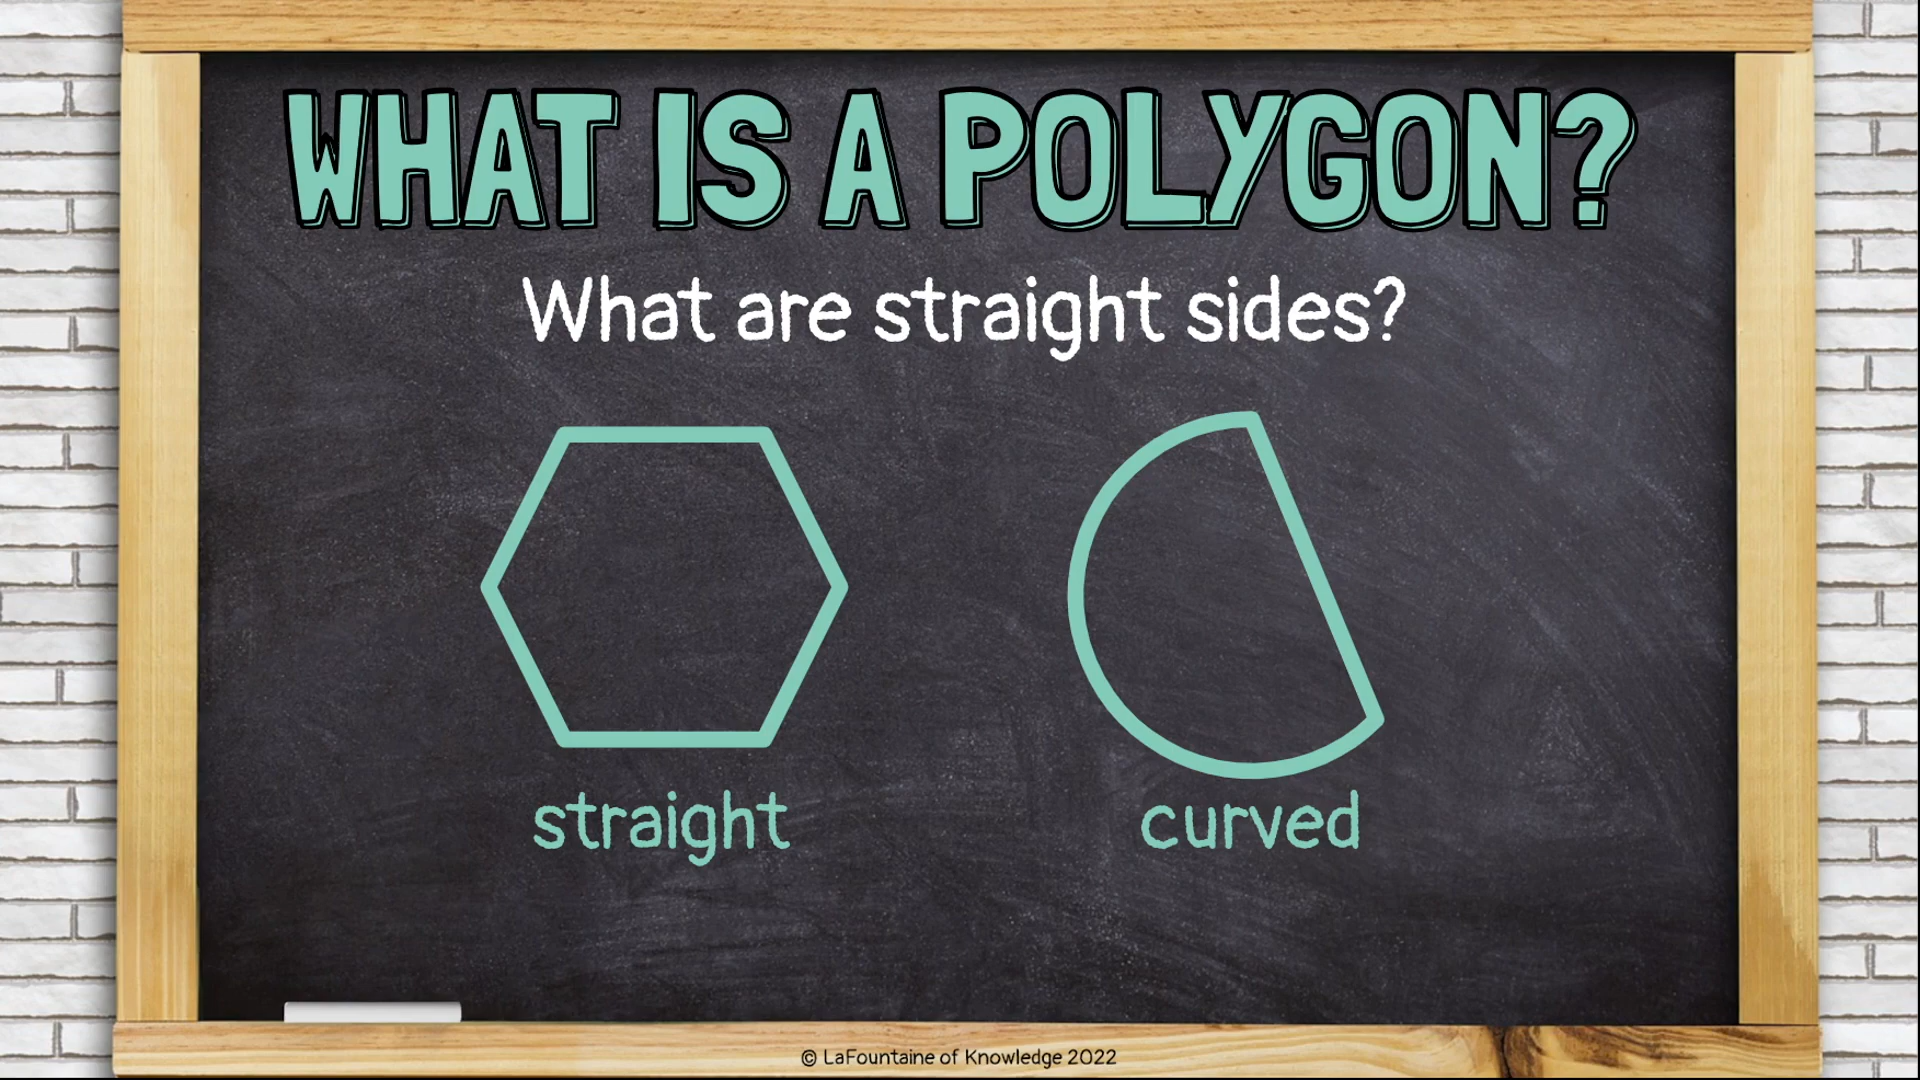 WHAT IS A POLYGON?
What are straight sides?
straight
curved
© LaFountaine of Knowledge 2022